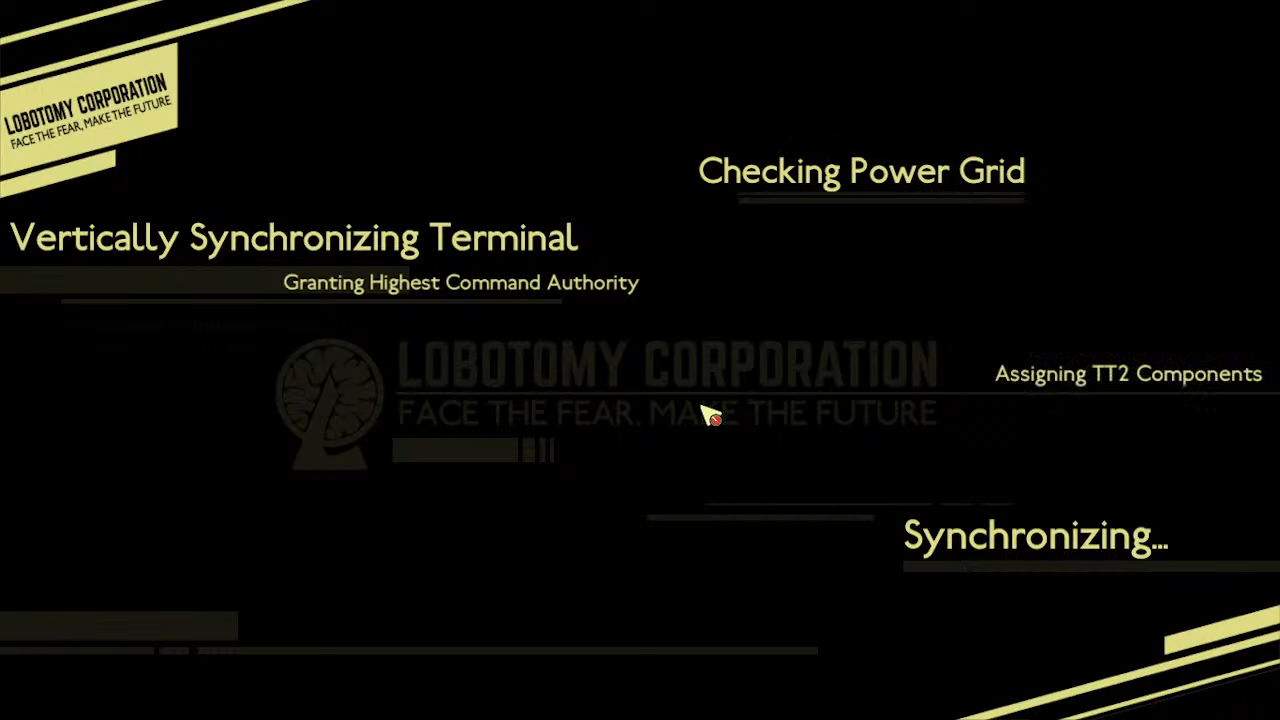 LOBOTOMY CORPORATION
FACE THE FEAR, MAKE THE FUTURE
Checking Power Grid
Vertically Synchronizing Terminal
Granting Highest Command Authority
LOBOTOMY CORPORATION
FACE THE FEAR, MAKE THE FUTURE
Assigning TT2 Components
Synchronizing...